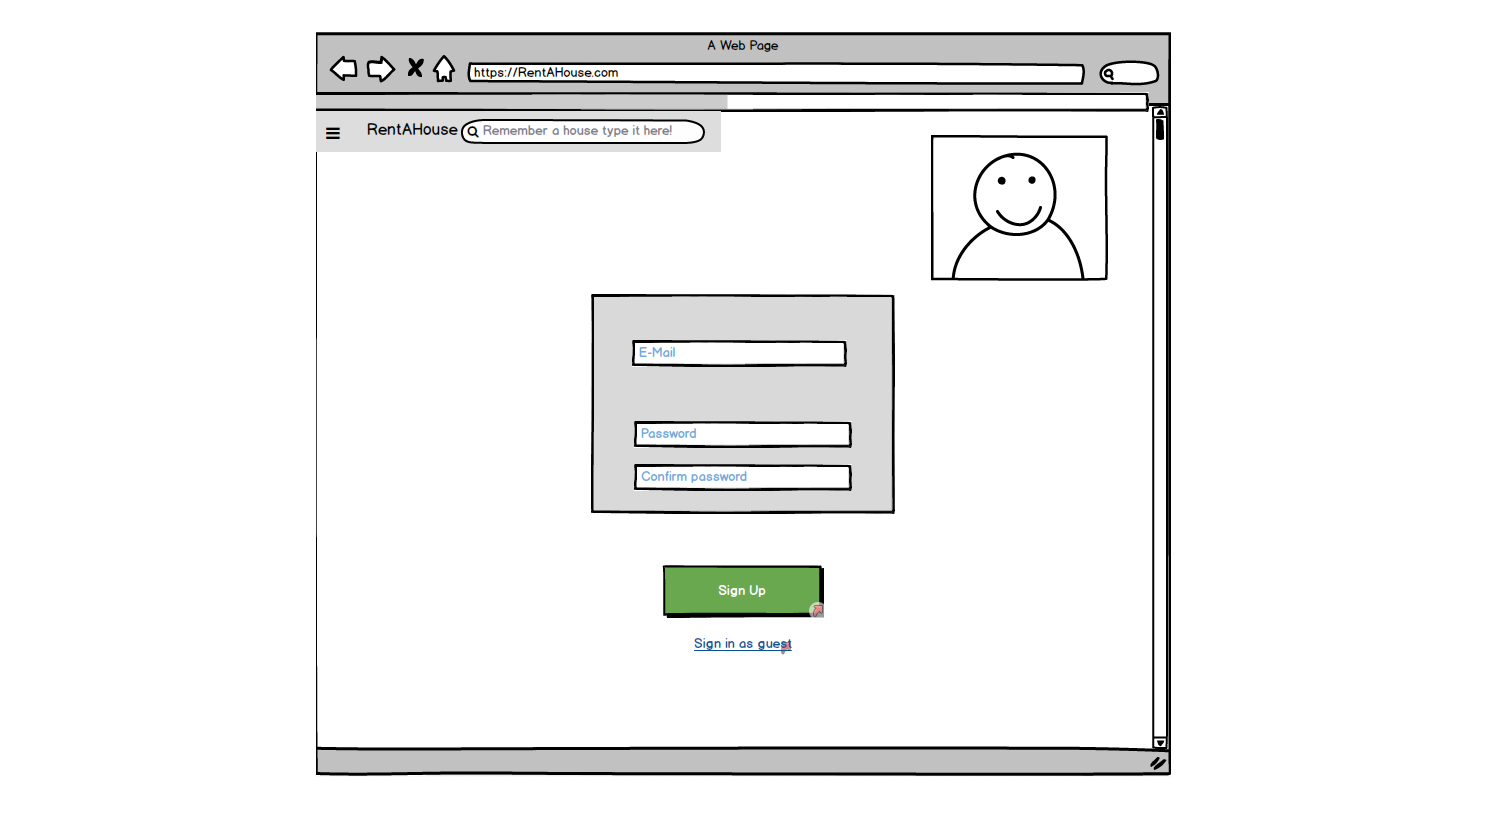 A Web Page
https://RentAHouse.com
RentAHouse
Remember a house type it here!
E-Mail
Password
Confirm password
Sign Up
Sign in as guest